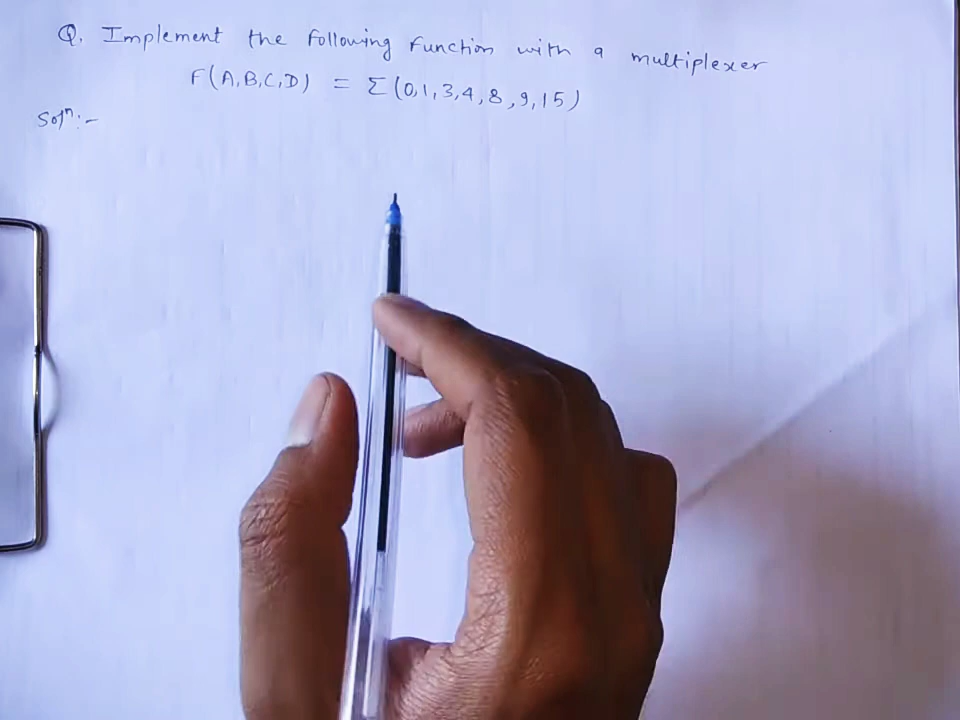 Q. Implement the following function with a multiplexer
F(A,B,C,D) = Σ(0,1,3,4,8,9,15)
Solⁿ:-